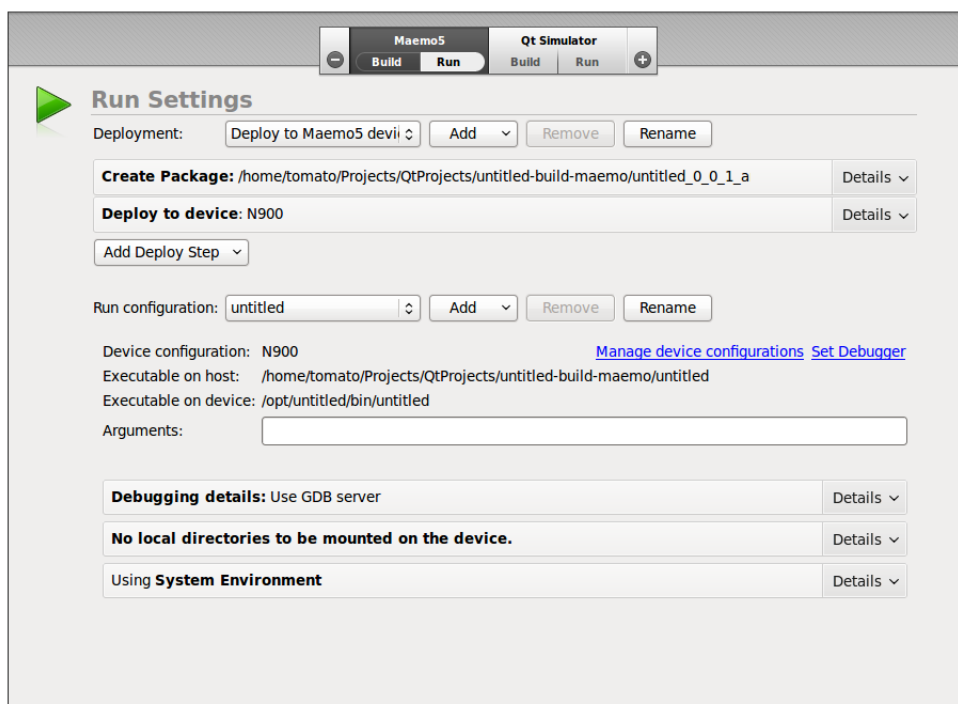 Maemo5 Qt Simulator
Build Run Build Run
Run Settings
Deployment: Deploy to Maemo5 devic Add Remove Rename
Create Package: /home/tomato/Projects/QtProjects/untitled-build-maemo/untitled_0_0_1_a Details
Deploy to device: N900 Details
Add Deploy Step
Run configuration: untitled Add Remove Rename
Device configuration: N900 Manage device configurations Set Debugger
Executable on host: /home/tomato/Projects/QtProjects/untitled-build-maemo/untitled
Executable on device: /opt/untitled/bin/untitled
Arguments:
Debugging details: Use GDB server Details
No local directories to be mounted on the device. Details
Using System Environment Details